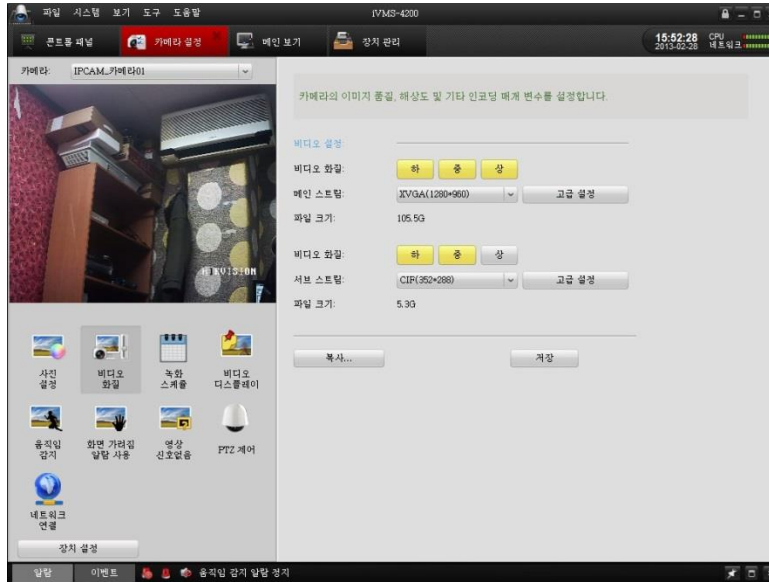 파일 시스템 보기 도구 도움말
iVMS-4200
콘트롤 패널
카메라 설정
메인 보기
장치 관리
15:52:28
2013-02-28
CPU
네트워크
카메라:
IPCAM_카메라01
HIKVISION
사진
설정
비디오
화질
녹화
스케쥴
비디오
디스플레이
움직임
감지
화면 가려짐
알람 사용
영상
신호없음
PTZ 제어
네트워크
연결
장치 설정
카메라의 이미지 품질, 해상도 및 기타 인코딩 매개 변수를 설정합니다.
비디오 설정
비디오 화질: 하 중 상
메인 스트림: XVGA(1280*960) 고급 설정
파일 크기: 105.5G
비디오 화질: 하 중 상
서브 스트림: CIF(352*288) 고급 설정
파일 크기: 5.3G
복사... 저장
알람 이벤트 움직임 감지 알람 정지